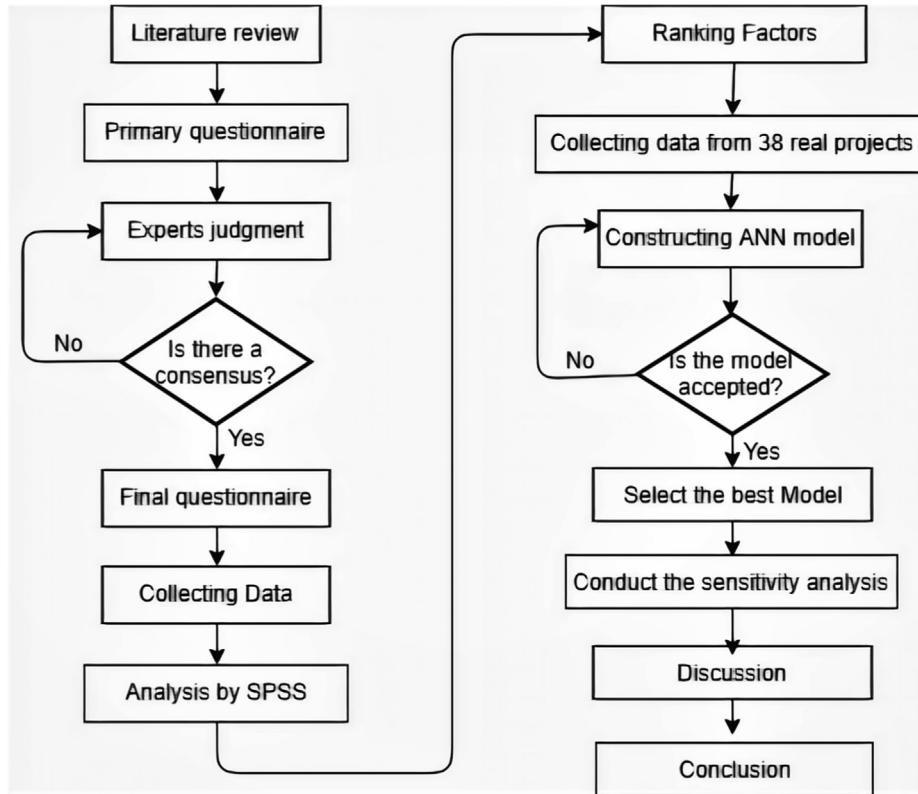 Literature review
Primary questionnaire
Experts judgment
Is there a
consensus?
No
Yes
Final questionnaire
Collecting Data
Analysis by SPSS
Ranking Factors
Collecting data from 38 real projects
Constructing ANN model
Is the model
accepted?
No
Yes
Select the best Model
Conduct the sensitivity analysis
Discussion
Conclusion